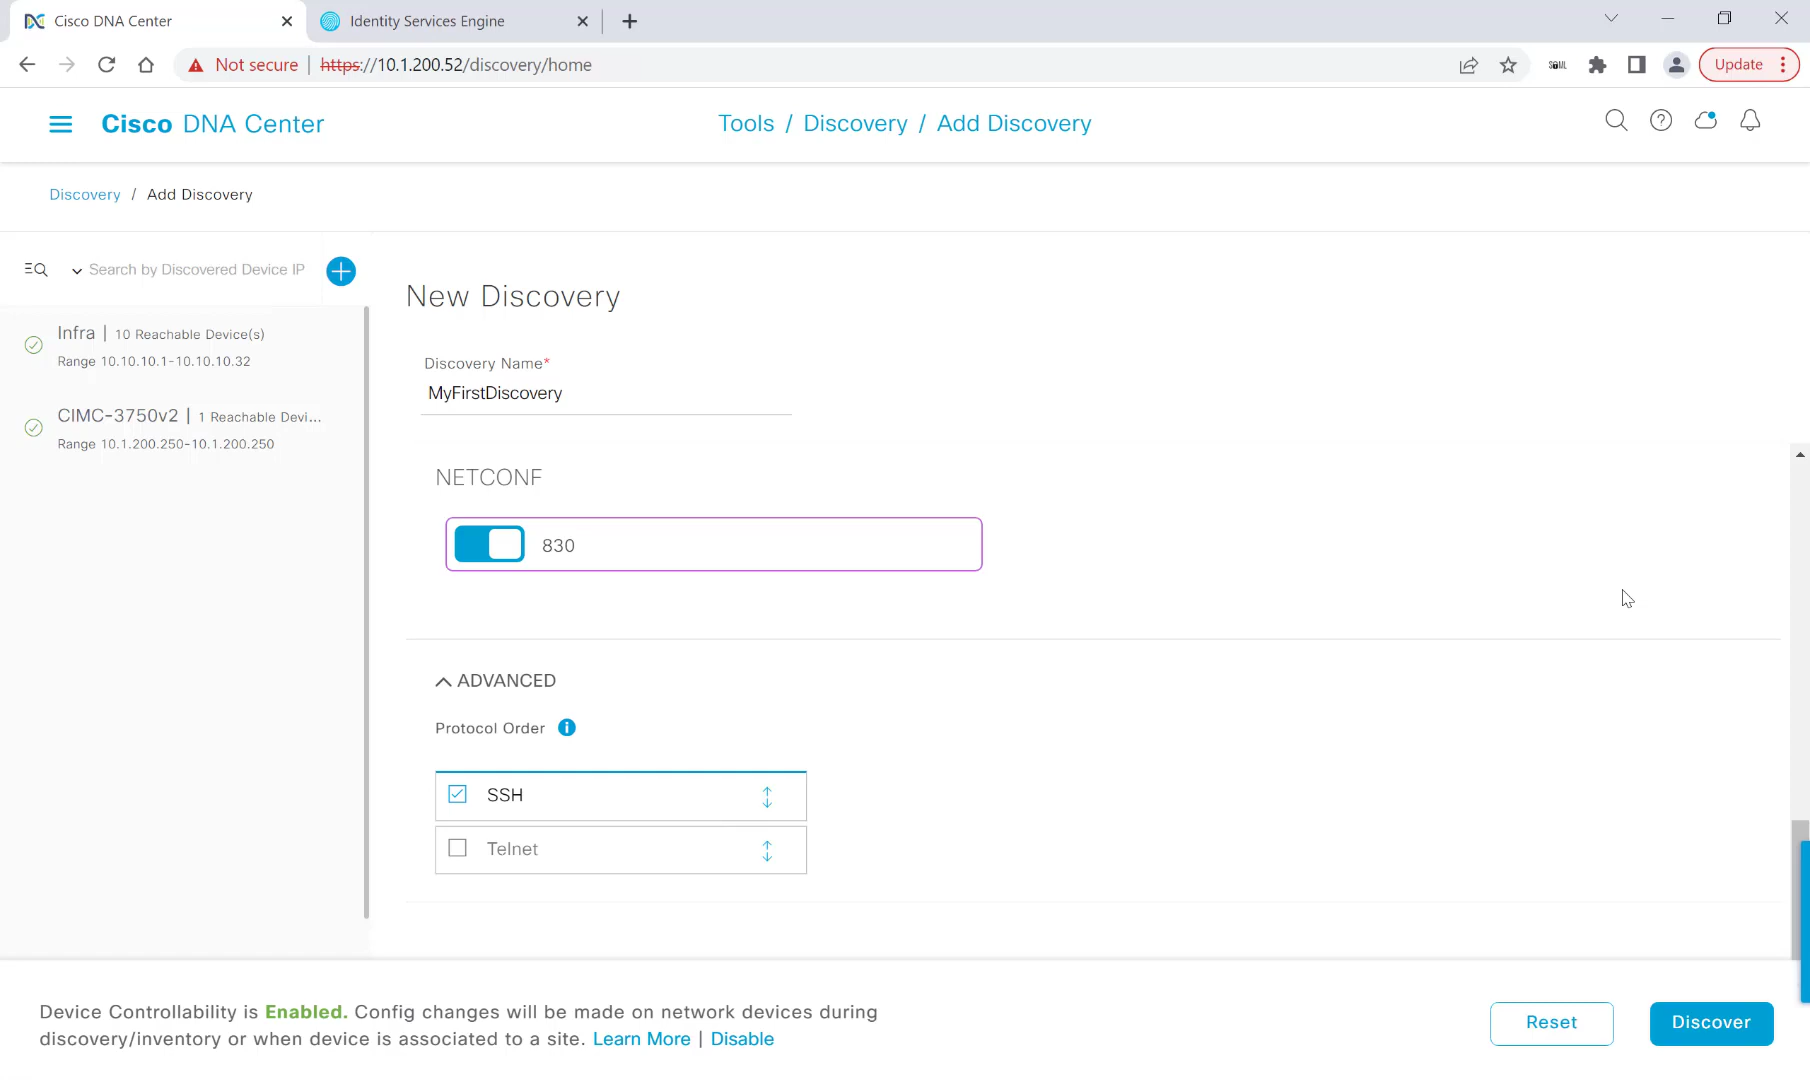 Cisco DNA Center
Identity Services Engine
Not secure | https://10.1.200.52/discovery/home
SAML
Update
Cisco DNA Center
Tools / Discovery / Add Discovery
Discovery / Add Discovery
Search by Discovered Device IP
Infra | 10 Reachable Device(s)
Range 10.10.10.1-10.10.10.32
CIMC-3750v2 | 1 Reachable Devi...
Range 10.1.200.250-10.1.200.250
New Discovery
Discovery Name*
MyFirstDiscovery
NETCONF
830
ADVANCED
Protocol Order
SSH
Telnet
Device Controllability is Enabled. Config changes will be made on network devices during
discovery/inventory or when device is associated to a site. Learn More | Disable
Reset
Discover